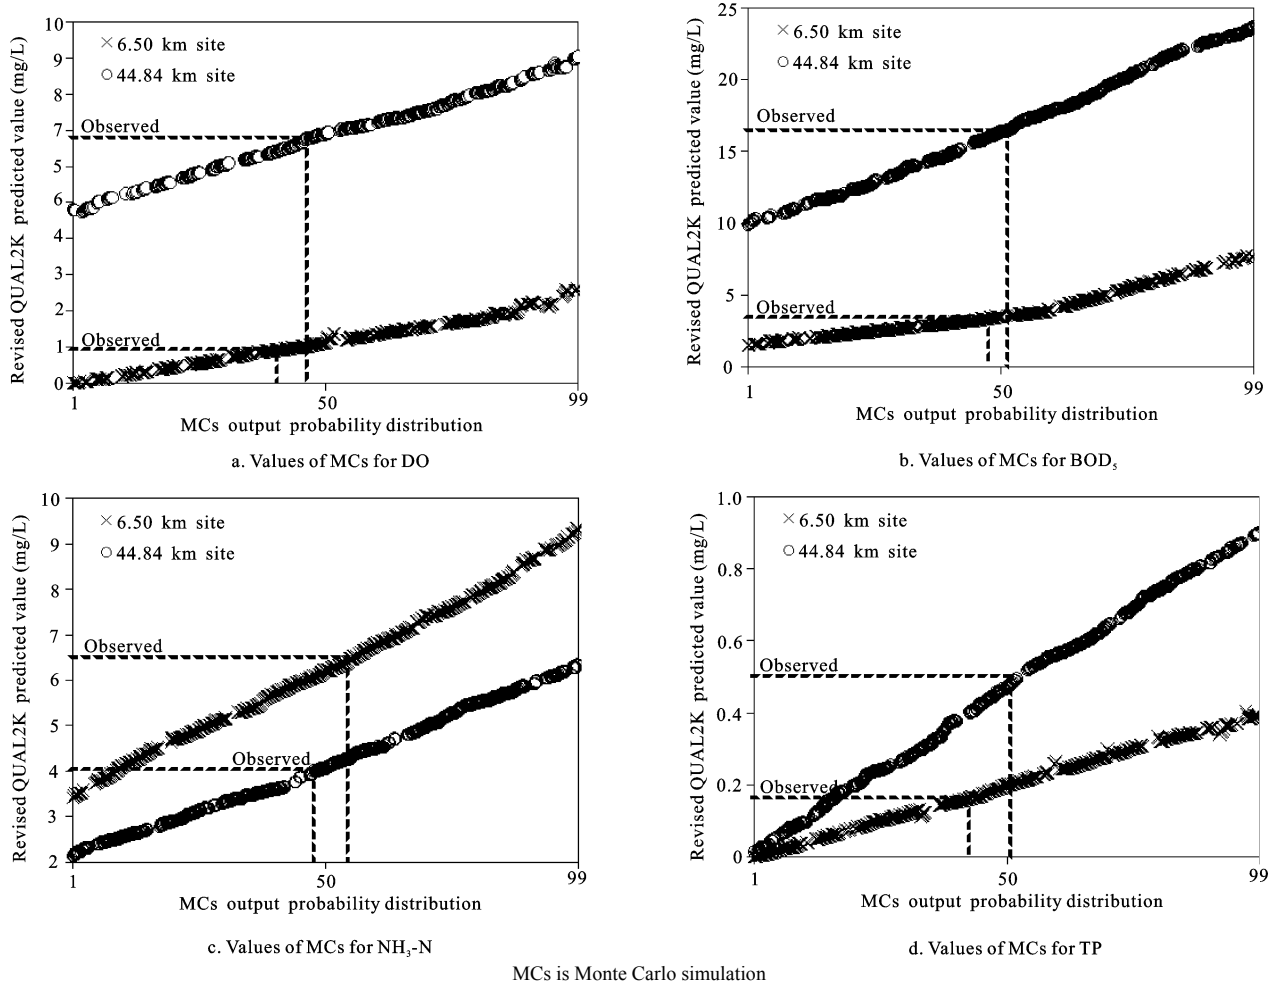 10
9
8
7
5
6
4
3
2
1
0
Revised QUAL2K predicted value (mg/L)
× 6.50 km site
○ 44.84 km site
Observed
Observed
1 50 99
MCs output probability distribution
a. Values of MCs for DO
25
20
15
10
5
0
Revised QUAL2K predicted value (mg/L)
× 6.50 km site
○ 44.84 km site
Observed
Observed
1 50 99
MCs output probability distribution
b. Values of MCs for BOD₅
10
9
8
7
6
5
4
3
2
Revised QUAL2K predicted value (mg/L)
× 6.50 km site
○ 44.84 km site
Observed
Observed
1 50 99
MCs output probability distribution
c. Values of MCs for NH₃-N
1.0
0.8
0.6
0.4
0.2
0
Revised QUAL2K predicted value (mg/L)
× 6.50 km site
○ 44.84 km site
Observed
Observed
1 50 99
MCs output probability distribution
d. Values of MCs for TP
MCs is Monte Carlo simulation